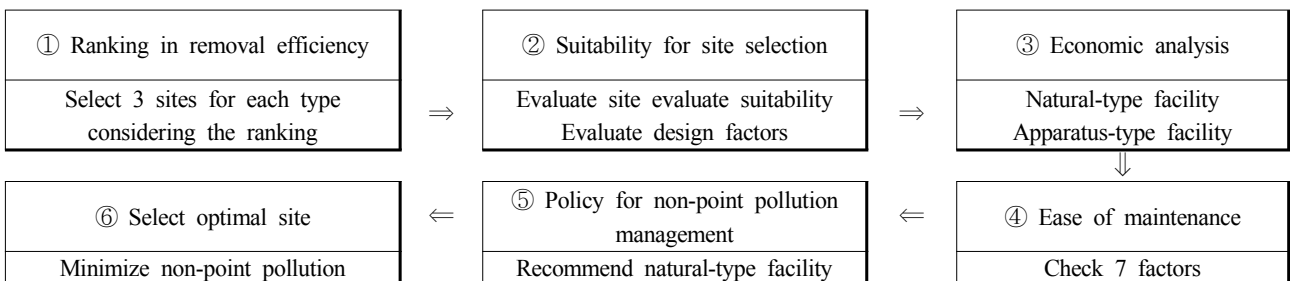 ① Ranking in removal efficiency
Select 3 sites for each type
considering the ranking
⇒
② Suitability for site selection
Evaluate site evaluate suitability
Evaluate design factors
⇒
③ Economic analysis
Natural-type facility
Apparatus-type facility
⇓
④ Ease of maintenance
Check 7 factors
⇐
⑤ Policy for non-point pollution
management
Recommend natural-type facility
⇐
⑥ Select optimal site
Minimize non-point pollution